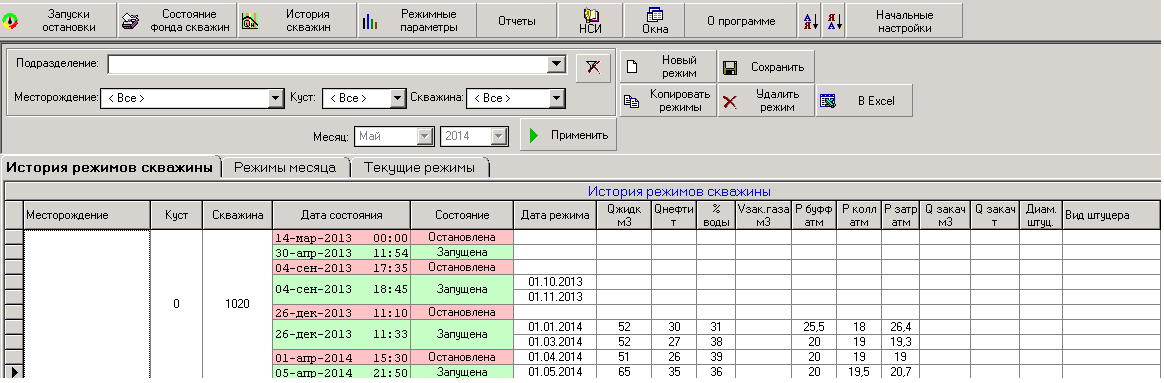 Запуски остановки
Состояние фонда скважин
История скважин
Режимные параметры
Отчеты
НСИ
Окна
О программе
А Я
Я А
Начальные настройки
Подразделение:
Месторождение: < Все > Куст: < Все > Скважина: < Все >
Новый режим
Сохранить
Копировать режимы
Удалить режим
В Excel
Месяц: Май 2014 Применить
История режимов скважины Режимы месяца Текущие режимы
История режимов скважины
Месторождение Куст Скважина Дата состояния Состояние Дата режима Qжидк м3 Qнефти т % воды Vзак.газа м3 P буфф атм P колл атм P затр атм Q закач м3 Q закач т Диам. штуц. Вид штуцера
14-мар-2013 00:00 Остановлена
30-апр-2013 11:54 Запущена
04-сен-2013 17:35 Остановлена
04-сен-2013 18:45 Запущена 01.10.2013
01.11.2013
0 1020
26-дек-2013 11:10 Остановлена
26-дек-2013 11:33 Запущена 01.01.2014 52 30 31 25,5 18 26,4
01.03.2014 52 27 38 20 19 19,3
01-апр-2014 15:30 Остановлена 01.04.2014 51 26 39 20 19 19
05-апр-2014 21:50 Запущена 01.05.2014 65 35 36 20 19,5 20,7